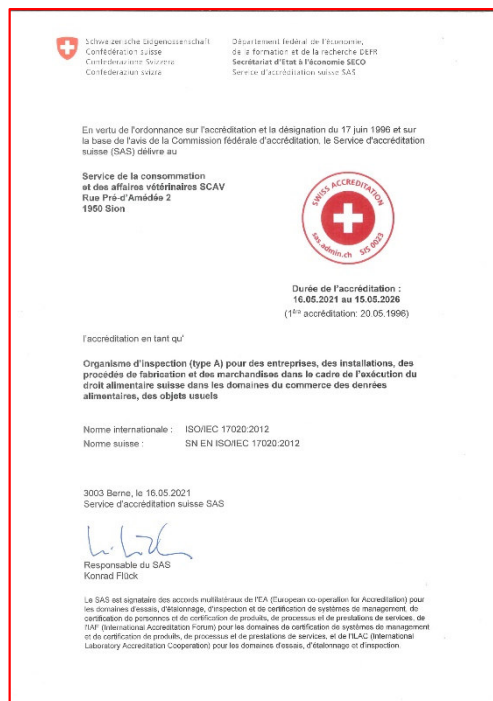 Schweizerische Eidgenossenschaft
Confédération suisse
Confederazione Svizzera
Confederaziun svizra
Département fédéral de l'économie,
de la formation et de la recherche DEFR
Secrétariat d'Etat à l'économie SECO
Service d'accréditation suisse SAS
En vertu de l'ordonnance sur l'accréditation et la désignation du 17 juin 1996 et sur
la base de l'avis de la Commission fédérale d'accréditation, le Service d'accréditation
suisse (SAS) délivre au
Service de la consommation
et des affaires vétérinaires SCAV
Rue Pré-d'Amédée 2
1950 Sion
SWISS ACCREDITATION
sas.admin.ch SIS 0023
Durée de l'accréditation :
16.05.2021 au 15.05.2026
(1ère accréditation: 20.05.1996)
l'accréditation en tant qu'
Organisme d'inspection (type A) pour des entreprises, des installations, des
procédés de fabrication et des marchandises dans le cadre de l'exécution du
droit alimentaire suisse dans les domaines du commerce des denrées
alimentaires, des objets usuels
Norme internationale : ISO/IEC 17020:2012
Norme suisse : SN EN ISO/IEC 17020:2012
3003 Berne, le 16.05.2021
Service d'accréditation suisse SAS
Responsable du SAS
Konrad Flück
Le SAS est signataire des accords multilatéraux de l'EA (European co-operation for Accreditation) pour
les domaines d'essais, d'étalonnage, d'inspection et de certification de systèmes de management, de
certification de personnes et de certification de produits, de processus et de prestations de services, de
l'IAF (International Accreditation Forum) pour les domaines de certification de systèmes de management
et de certification de produits, de processus et de prestations de services, et de l'ILAC (International
Laboratory Accreditation Cooperation) pour les domaines d'essais, d'étalonnage et d'inspection.